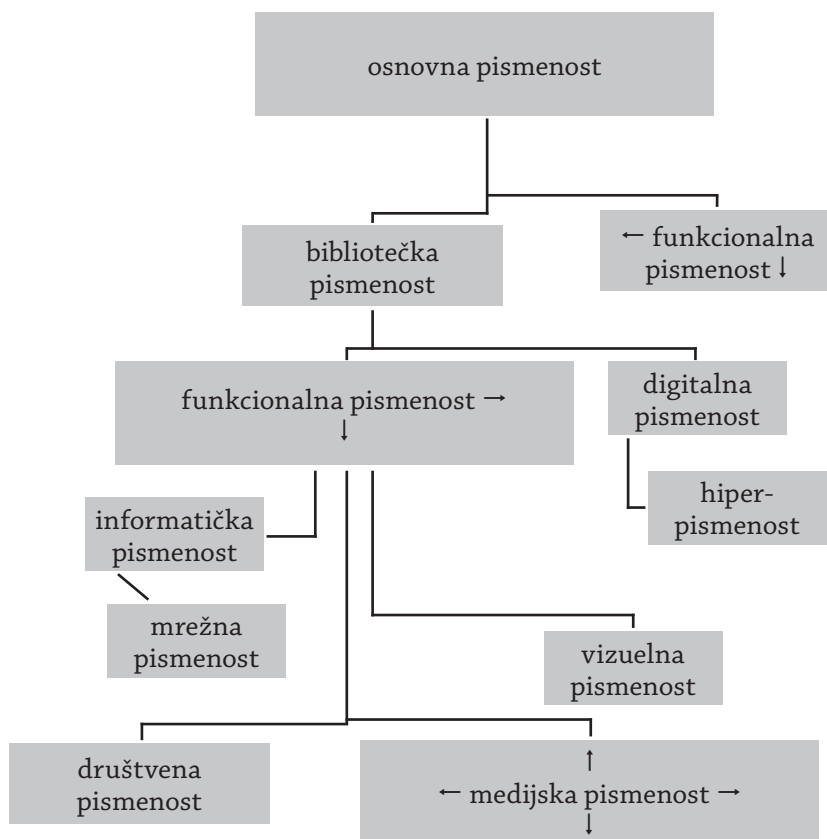 osnovna pismenost
bibliotečka
pismenost
← funkcionalna
pismenost ↓
funkcionalna pismenost →
↓
digitalna
pismenost
informatička
pismenost
hiper-
pismenost
mrežna
pismenost
vizuelna
pismenost
društvena
pismenost
↑
← medijska pismenost →
↓